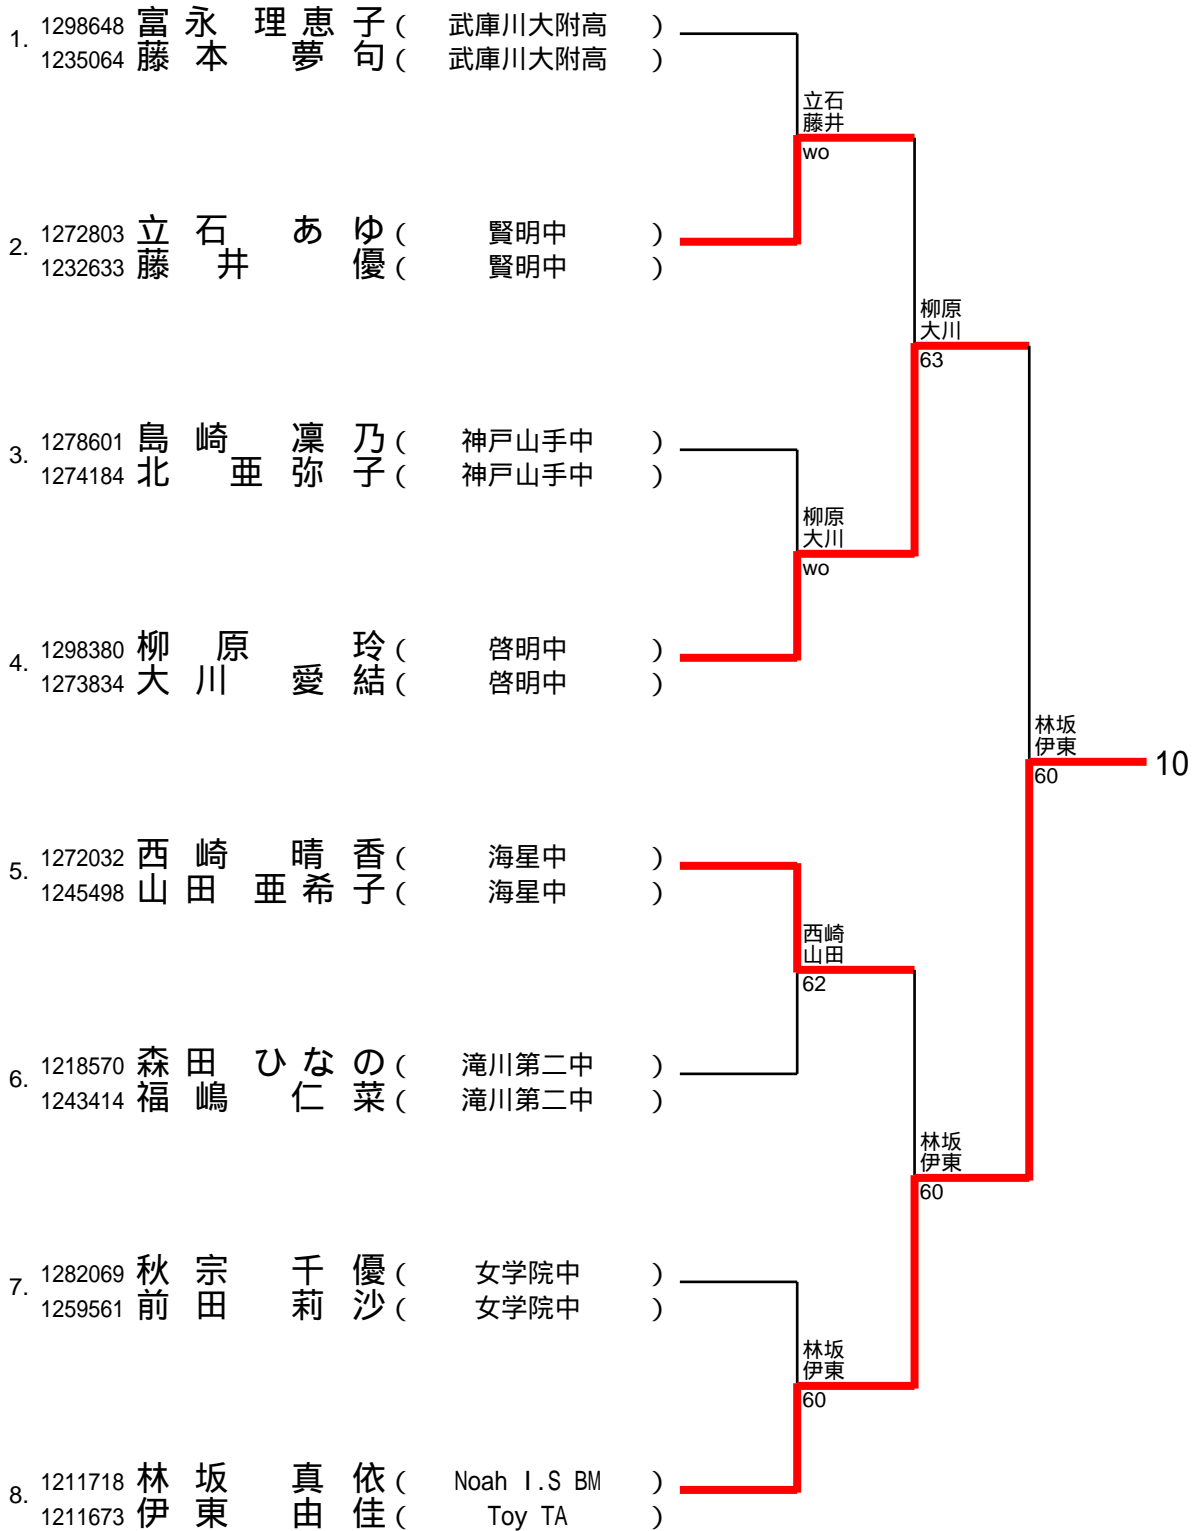 1. 1298648 富永 理恵子 ( 武庫川大附高 )
1235064 藤本 夢句 ( 武庫川大附高 )
立石
藤井
wo
2. 1272803 立石 あゆ ( 賢明中 )
1232633 藤井 優 ( 賢明中 )
柳原
大川
63
3. 1278601 島崎 凜乃 ( 神戸山手中 )
1274184 北 亜弥子 ( 神戸山手中 )
柳原
大川
wo
4. 1298380 柳原 玲 ( 啓明中 )
1273834 大川 愛結 ( 啓明中 )
林坂
伊東
60
10
5. 1272032 西崎 晴香 ( 海星中 )
1245498 山田 亜希子 ( 海星中 )
西崎
山田
62
6. 1218570 森田 ひなの ( 滝川第二中 )
1243414 福嶋 仁菜 ( 滝川第二中 )
林坂
伊東
60
7. 1282069 秋宗 千優 ( 女学院中 )
1259561 前田 莉沙 ( 女学院中 )
林坂
伊東
60
8. 1211718 林坂 真依 ( Noah I.S BM )
1211673 伊東 由佳 ( Toy TA )